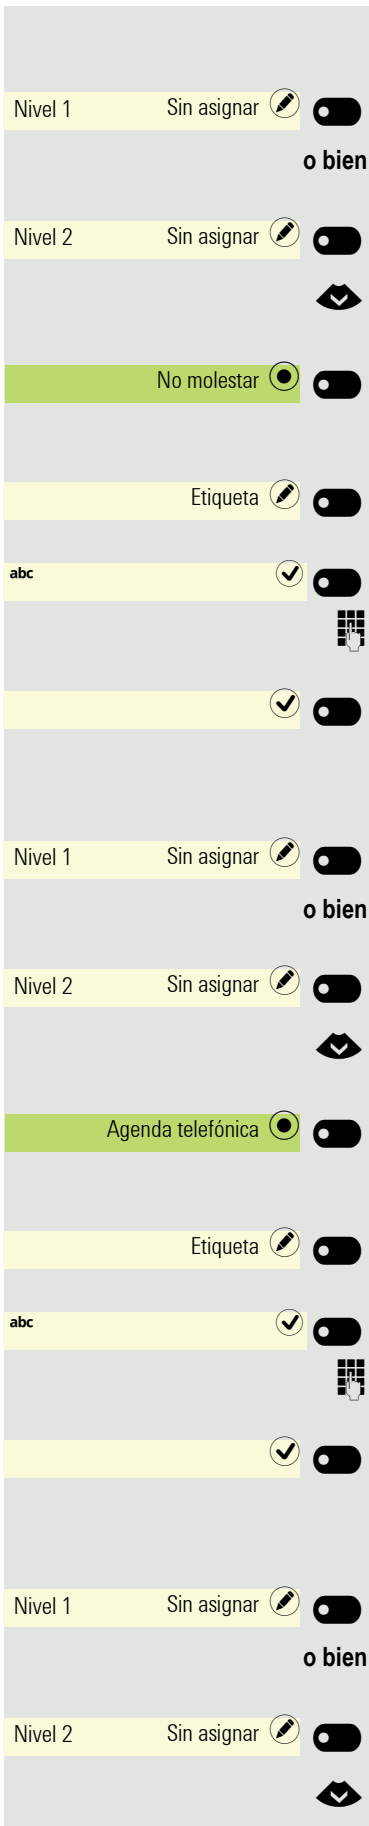 Nivel 1 Sin asignar
o bien
Nivel 2 Sin asignar
No molestar
Etiqueta
abc
Nivel 1 Sin asignar
o bien
Nivel 2 Sin asignar
Agenda telefónica
Etiqueta
abc
Nivel 1 Sin asignar
o bien
Nivel 2 Sin asignar